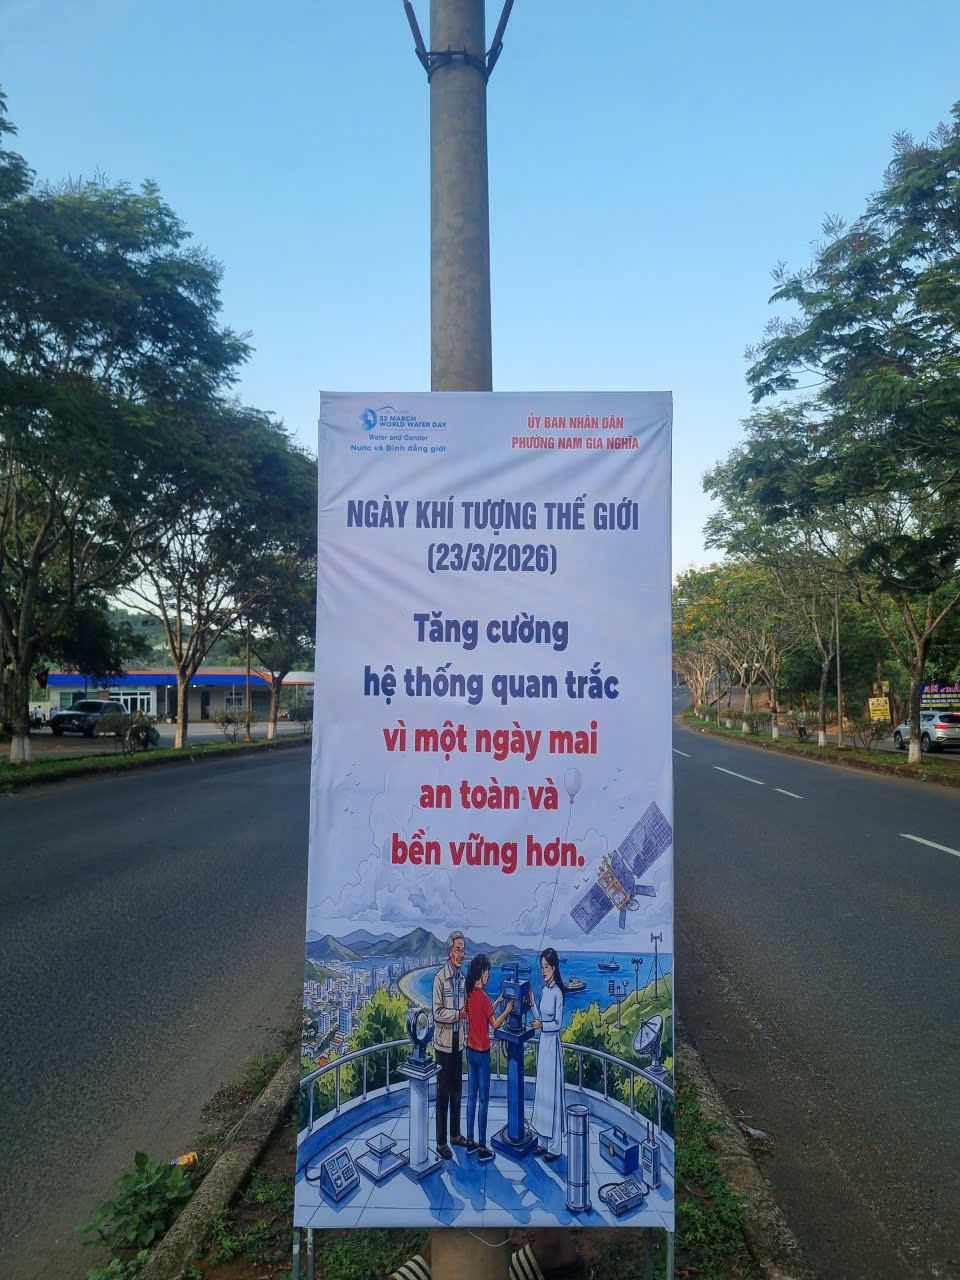 22 MARCH
WORLD WATER DAY
Water and Gender
Nước và Bình đẳng giới
ỦY BAN NHÂN DÂN
PHƯỜNG NAM GIA NGHĨA
NGÀY KHÍ TƯỢNG THẾ GIỚI
(23/3/2026)
Tăng cường
hệ thống quan trắc
vì một ngày mai
an toàn và
bền vững hơn.